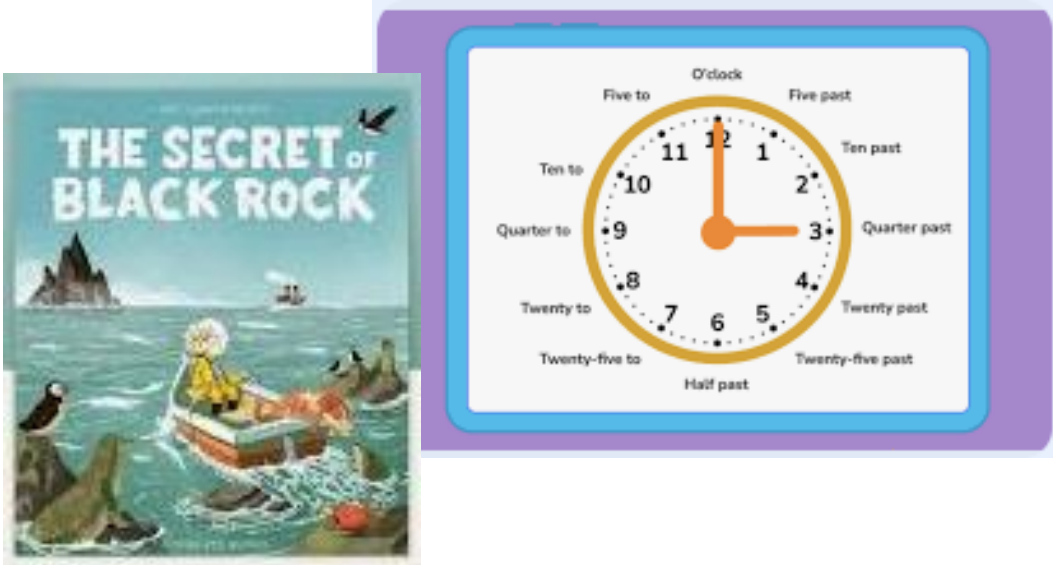 THE SECRET OF
BLACK ROCK
O'clock
Five to
Five past
Ten to
Ten past
Quarter to
Quarter past
Twenty to
Twenty past
Twenty-five to
Twenty-five past
Half past
12
1
2
3
4
5
6
7
8
9
10
11